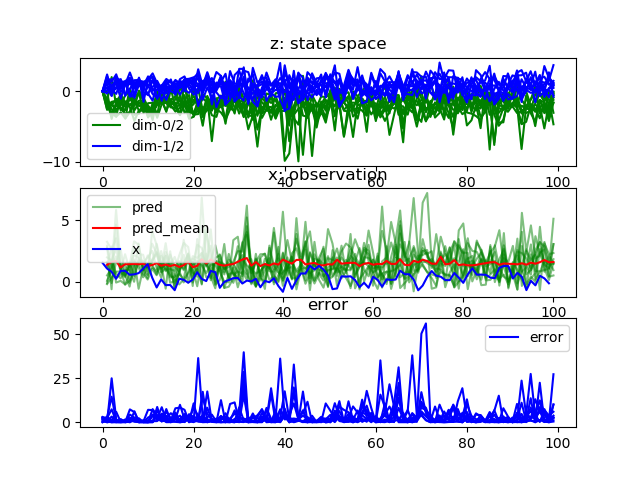 z: state space
0
−10
dim-0/2
dim-1/2
0 20 40 60 80 100
x: observation
5
0
pred
pred_mean
x
0 20 40 60 80 100
error
50
25
0
error
0 20 40 60 80 100